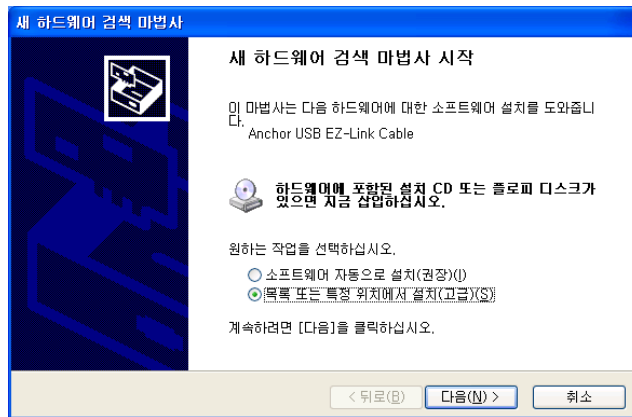 새 하드웨어 검색 마법사
새 하드웨어 검색 마법사 시작
이 마법사는 다음 하드웨어에 대한 소프트웨어 설치를 도와줍니
다.
Anchor USB EZ-Link Cable
하드웨어에 포함된 설치 CD 또는 플로피 디스크가
있으면 지금 삽입하십시오.
원하는 작업을 선택하십시오.
소프트웨어 자동으로 설치(권장)(I)
목록 또는 특정 위치에서 설치(고급)(S)
계속하려면 [다음]을 클릭하십시오.
< 뒤로(B) 다음(N) > 취소